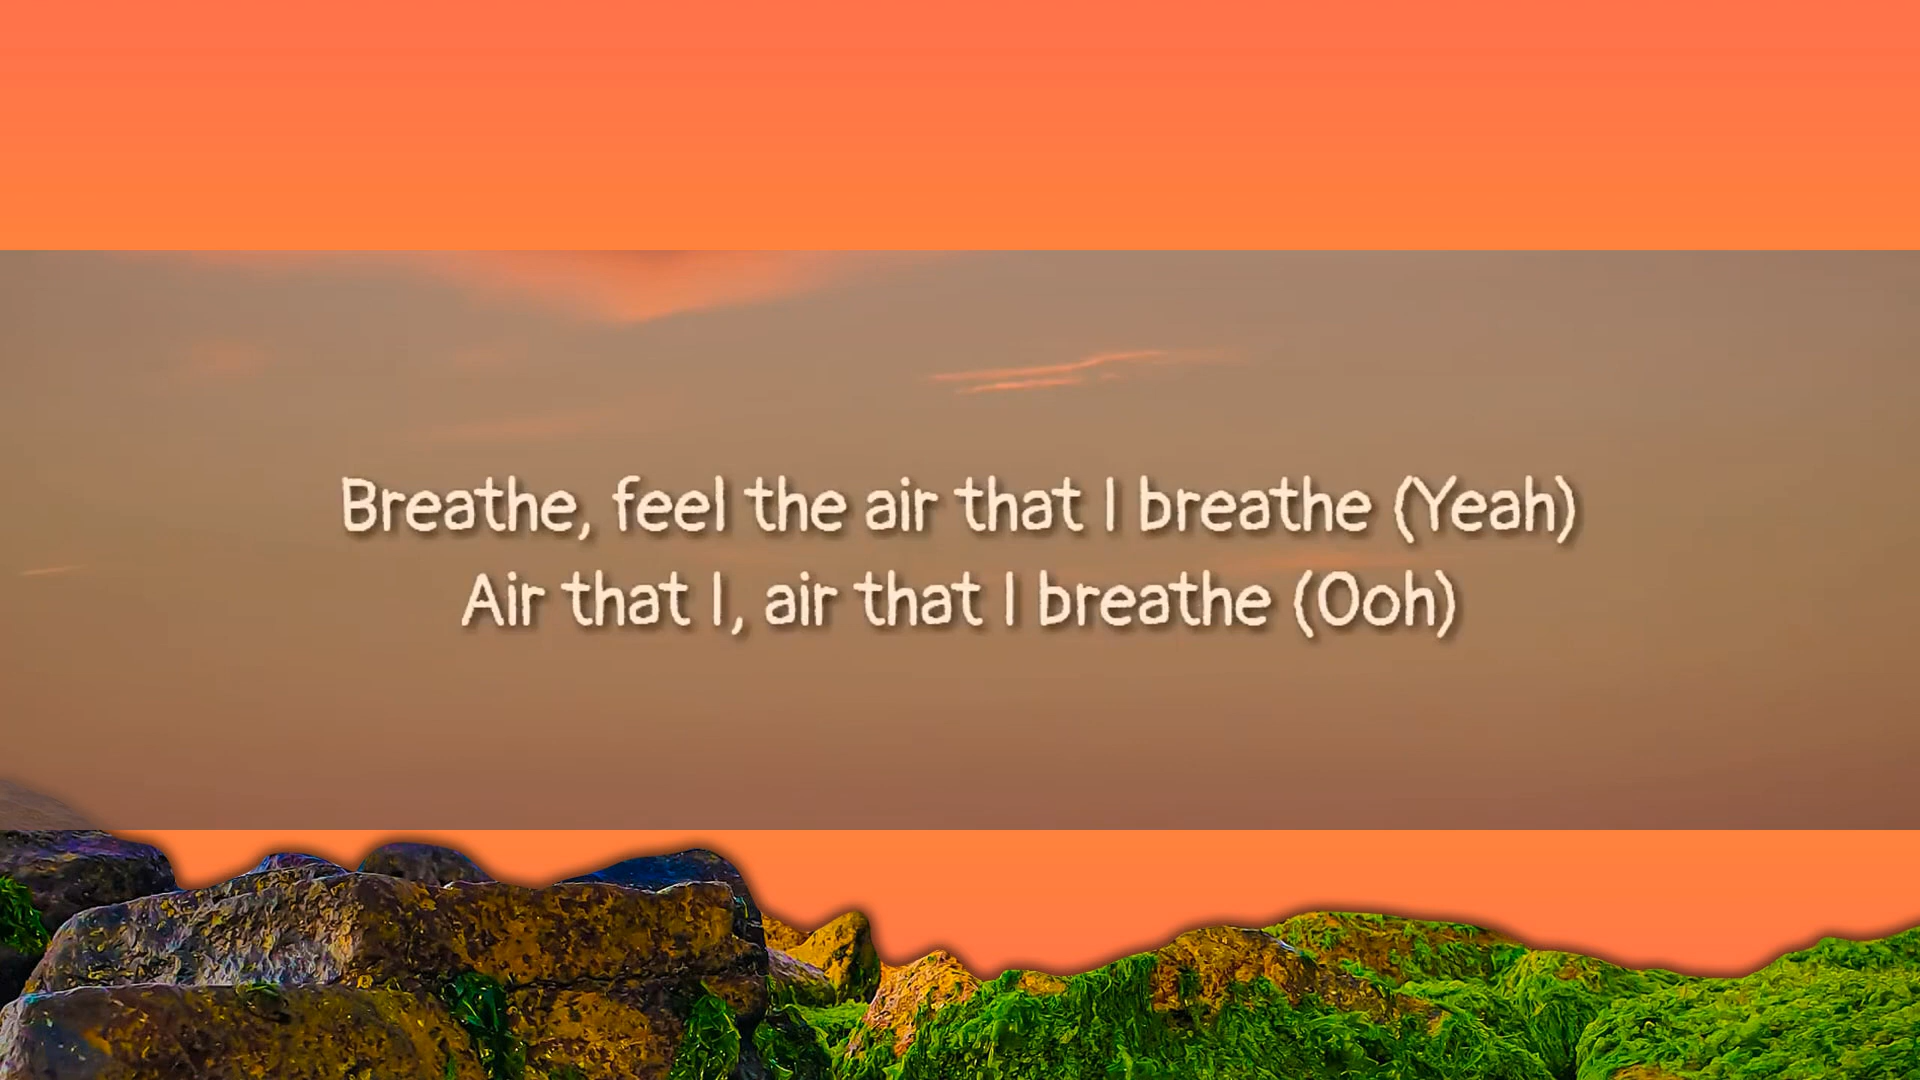 Breathe, feel the air that I breathe (Yeah)
Air that I, air that I breathe (Ooh)